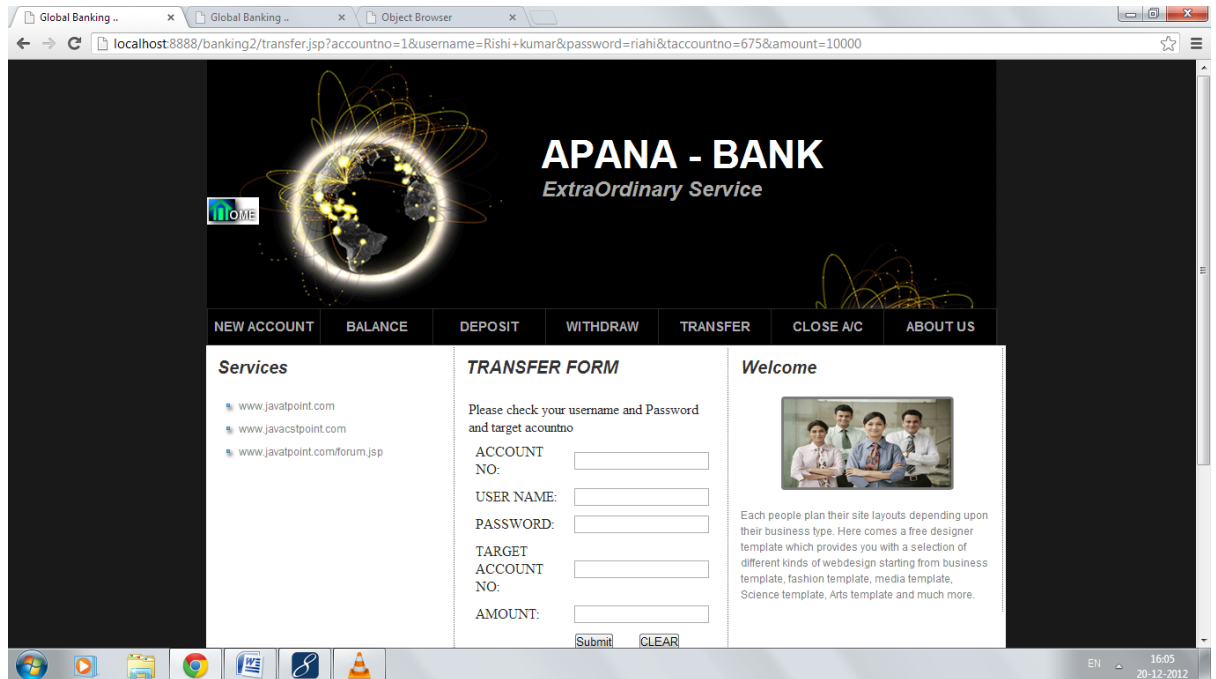 Global Banking ..
Global Banking ..
Object Browser
localhost:8888/banking2/transfer.jsp?accountno=1&username=Rishi+kumar&password=riahi&taccountno=675&amount=10000
APANA - BANK
ExtraOrdinary Service
HOME
NEW ACCOUNT
BALANCE
DEPOSIT
WITHDRAW
TRANSFER
CLOSE A/C
ABOUT US
Services
www.javatpoint.com
www.javacstpoint.com
www.javatpoint.com/forum.jsp
TRANSFER FORM
Please check your username and Password
and target acountno
ACCOUNT
NO:
USER NAME:
PASSWORD:
TARGET
ACCOUNT
NO:
AMOUNT:
Submit
CLEAR
Welcome
Each people plan their site layouts depending upon
their business type. Here comes a free designer
template which provides you with a selection of
different kinds of webdesign starting from business
template, fashion template, media template,
Science template, Arts template and much more.
EN
16:05
20-12-2012